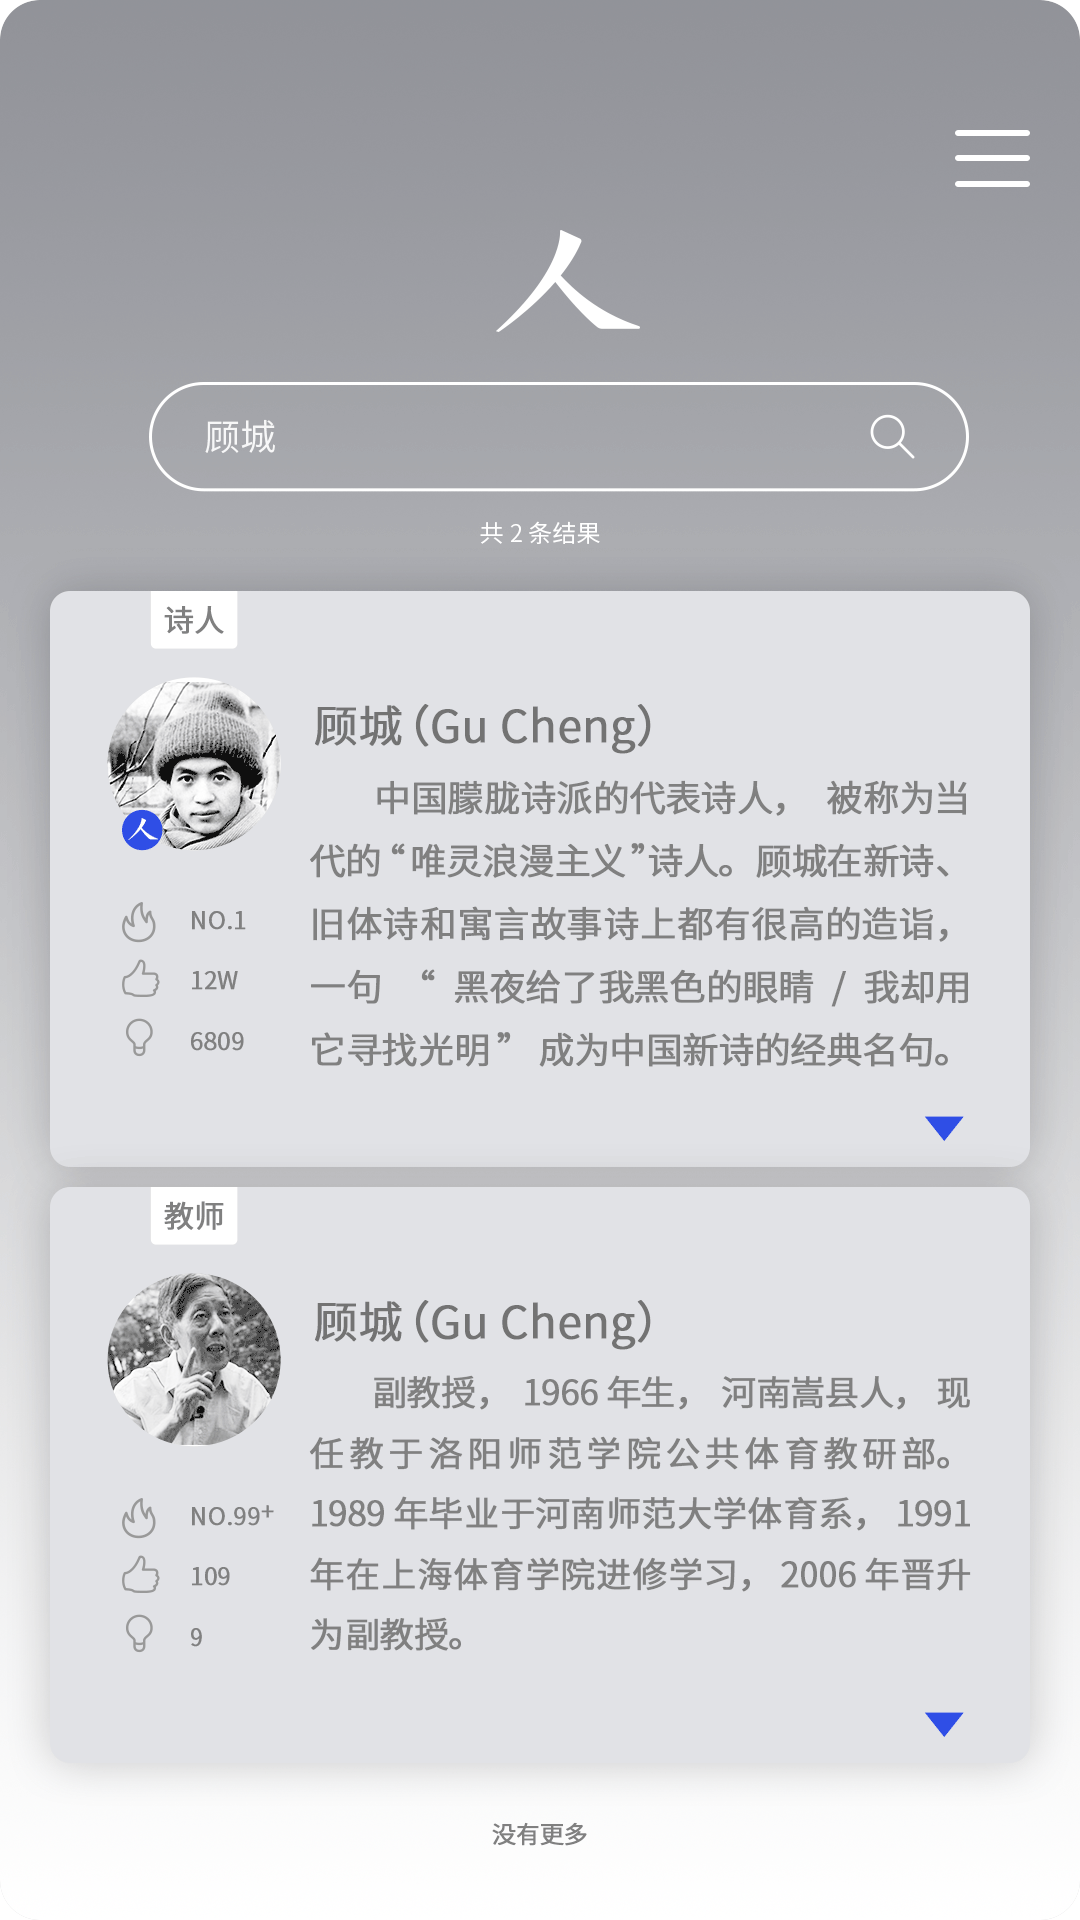 人
顾城
共 2 条结果
诗人
顾城（Gu Cheng）
中国朦胧诗派的代表诗人，被称为当
代的“唯灵浪漫主义”诗人。顾城在新诗、
旧体诗和寓言故事诗上都有很高的造诣，
一句 “ 黑夜给了我黑色的眼睛 / 我却用
它寻找光明” 成为中国新诗的经典名句。
人
NO.1
12W
6809
教师
顾城（Gu Cheng）
副教授， 1966 年生， 河南嵩县人， 现
任教于洛阳师范学院公共体育教研部。
1989 年毕业于河南师范大学体育系， 1991
年在上海体育学院进修学习， 2006 年晋升
为副教授。
NO.99+
109
9
没有更多